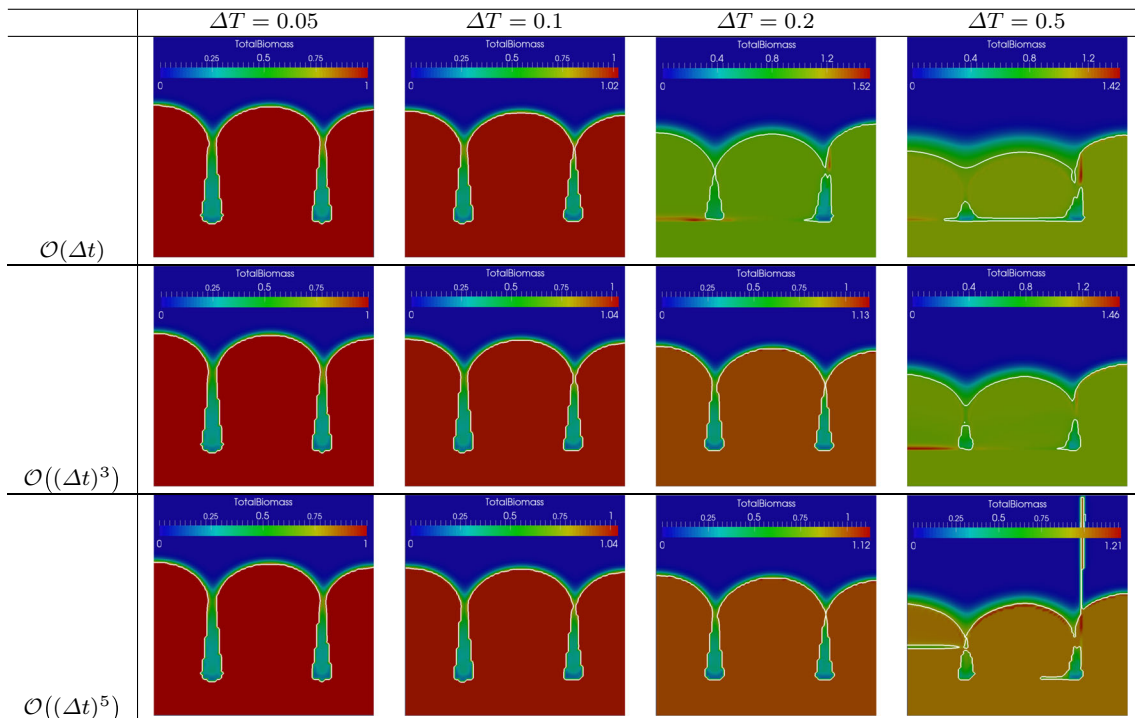 ΔT = 0.05 ΔT = 0.1 ΔT = 0.2 ΔT = 0.5
TotalBiomass TotalBiomass TotalBiomass TotalBiomass
0.25 0.5 0.75 0.25 0.5 0.75 1 0.4 0.8 1.2 0.4 0.8 1.2
0 1 0 1.02 0 1.52 0 1.42
O(Δt)
TotalBiomass TotalBiomass TotalBiomass TotalBiomass
0.25 0.5 0.75 0.25 0.5 0.75 1 0.25 0.5 0.75 1 0.4 0.8 1.2
0 1 0 1.04 0 1.13 0 1.46
O((Δt)³)
TotalBiomass TotalBiomass TotalBiomass TotalBiomass
0.25 0.5 0.75 0.25 0.5 0.75 1 0.25 0.5 0.75 1 0.25 0.5 0.75 1
0 1 0 1.04 0 1.12 0 1.21
O((Δt)⁵)